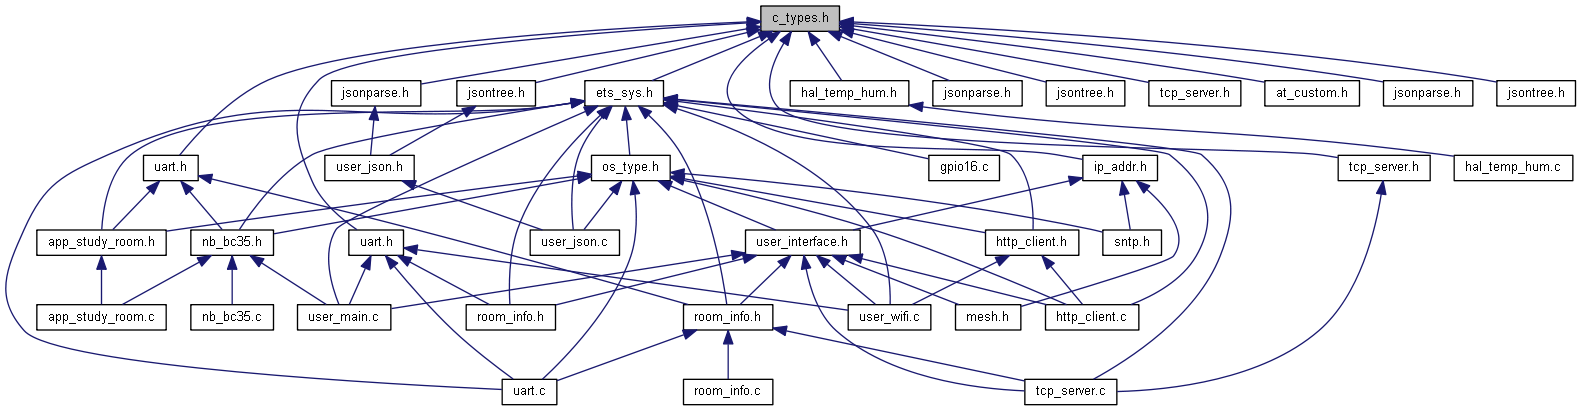 c_types.h
jsonparse.h
jsontree.h
ets_sys.h
hal_temp_hum.h
jsonparse.h
jsontree.h
tcp_server.h
at_custom.h
jsonparse.h
jsontree.h
uart.h
user_json.h
os_type.h
gpio16.c
ip_addr.h
tcp_server.h
hal_temp_hum.c
app_study_room.h
nb_bc35.h
uart.h
user_json.c
user_interface.h
http_client.h
sntp.h
app_study_room.c
nb_bc35.c
user_main.c
room_info.h
room_info.h
user_wifi.c
mesh.h
http_client.c
uart.c
room_info.c
tcp_server.c